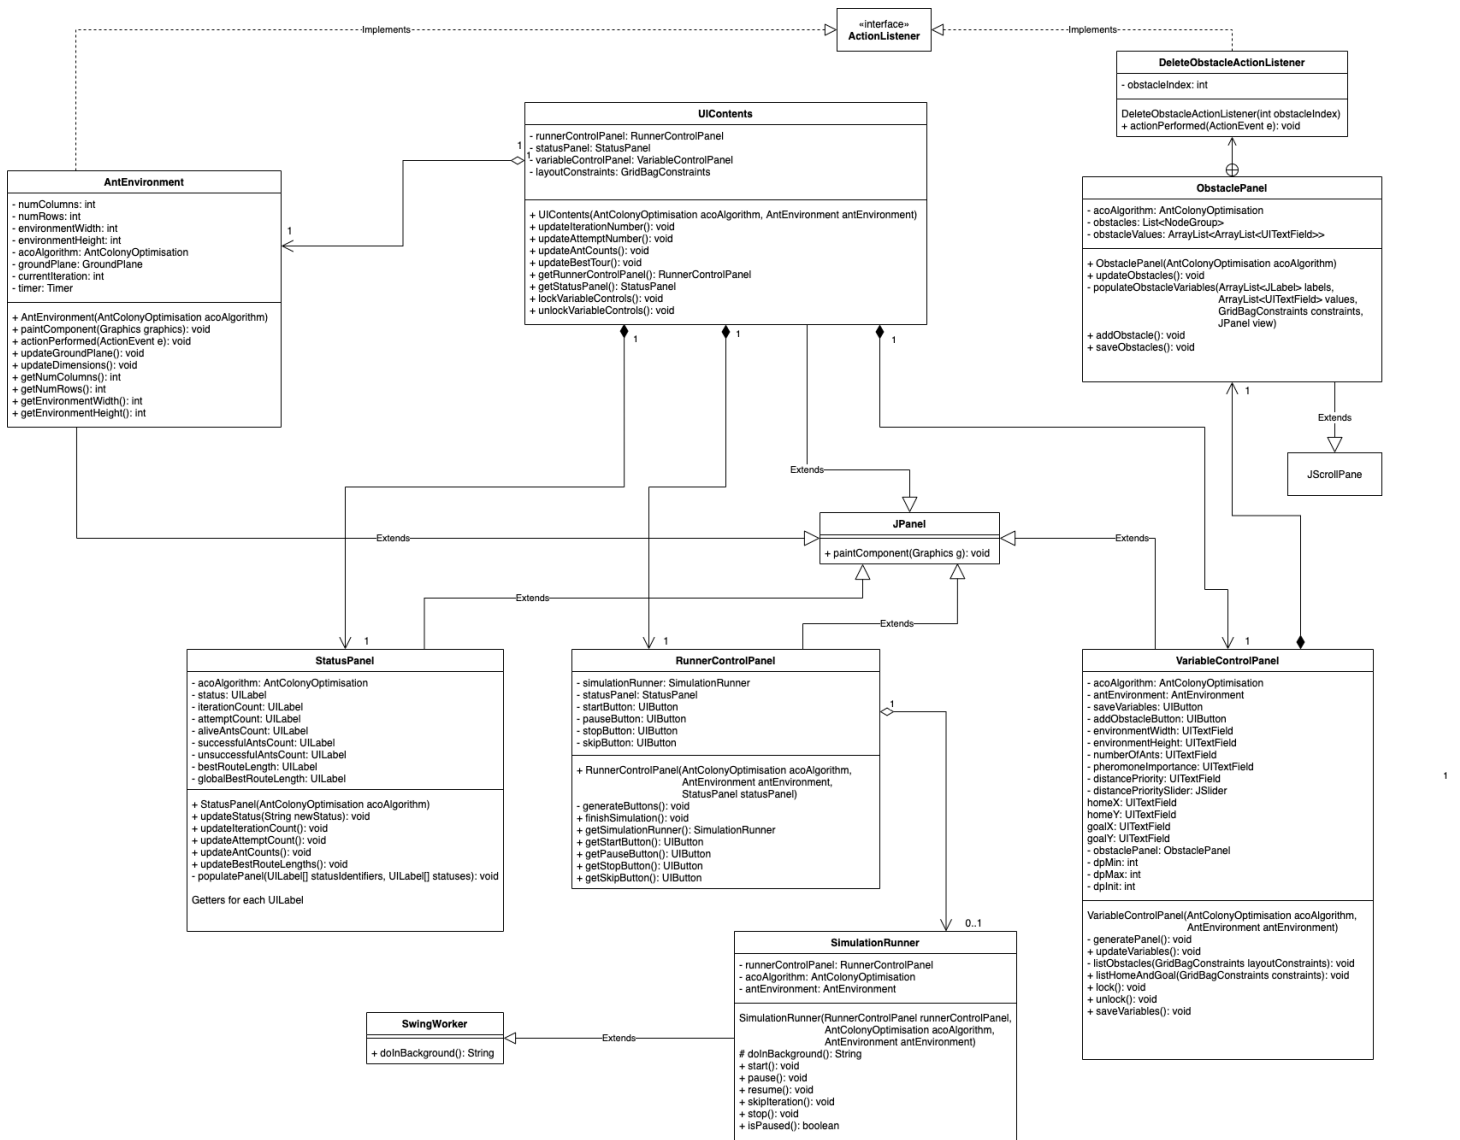 Implements
«interface»
ActionListener
Implements
DeleteObstacleActionListener
- obstacleIndex: int
DeleteObstacleActionListener(int obstacleIndex)
+ actionPerformed(ActionEvent e): void
UIContents
- runnerControlPanel: RunnerControlPanel
- statusPanel: StatusPanel
- variableControlPanel: VariableControlPanel
- layoutConstraints: GridBagConstraints
+ UIContents(AntColonyOptimisation acoAlgorithm, AntEnvironment antEnvironment)
+ updateIterationNumber(): void
+ updateAttemptNumber(): void
+ updateAntCounts(): void
+ updateBestTour(): void
+ getRunnerControlPanel(): RunnerControlPanel
+ getStatusPanel(): StatusPanel
+ lockVariableControls(): void
+ unlockVariableControls(): void
1
1
1
AntEnvironment
- numColumns: int
- numRows: int
- environmentWidth: int
- environmentHeight: int
- acoAlgorithm: AntColonyOptimisation
- groundPlane: GroundPlane
- currentIteration: int
- timer: Timer
+ AntEnvironment(AntColonyOptimisation acoAlgorithm)
+ paintComponent(Graphics graphics): void
+ actionPerformed(ActionEvent e): void
+ updateGroundPlane(): void
+ updateDimensions(): void
+ getNumColumns(): int
+ getNumRows(): int
+ getEnvironmentWidth(): int
+ getEnvironmentHeight(): int
ObstaclePanel
- acoAlgorithm: AntColonyOptimisation
- obstacles: List<NodeGroup>
- obstacleValues: ArrayList<ArrayList<UITextField>>
+ ObstaclePanel(AntColonyOptimisation acoAlgorithm)
+ updateObstacles(): void
- populateObstacleVariables(ArrayList<JLabel> labels,
ArrayList<UITextField> values,
GridBagConstraints constraints,
JPanel view)
+ addObstacle(): void
+ saveObstacles(): void
1
1
1
1
Extends
JScrollPane
Extends
JPanel
+ paintComponent(Graphics g): void
Extends
Extends
Extends
Extends
1
1
1
StatusPanel
- acoAlgorithm: AntColonyOptimisation
- status: UILabel
- iterationCount: UILabel
- attemptCount: UILabel
- aliveAntsCount: UILabel
- successfulAntsCount: UILabel
- unsuccessfulAntsCount: UILabel
- bestRouteLength: UILabel
- globalBestRouteLength: UILabel
+ StatusPanel(AntColonyOptimisation acoAlgorithm)
+ updateStatus(String newStatus): void
+ updateIterationCount(): void
+ updateAttemptCount(): void
+ updateAntCounts(): void
+ updateBestRouteLengths(): void
- populatePanel(UILabel[] statusIdentifiers, UILabel[] statuses): void
Getters for each UILabel
RunnerControlPanel
- simulationRunner: SimulationRunner
- statusPanel: StatusPanel
- startButton: UIButton
- pauseButton: UIButton
- stopButton: UIButton
- skipButton: UIButton
+ RunnerControlPanel(AntColonyOptimisation acoAlgorithm,
AntEnvironment antEnvironment,
StatusPanel statusPanel)
- generateButtons(): void
+ finishSimulation(): void
+ getSimulationRunner(): SimulationRunner
+ getStartButton(): UIButton
+ getPauseButton(): UIButton
+ getStopButton(): UIButton
+ getSkipButton(): UIButton
1
0..1
VariableControlPanel
- acoAlgorithm: AntColonyOptimisation
- antEnvironment: AntEnvironment
- saveVariables: UIButton
- addObstacleButton: UIButton
- environmentWidth: UITextField
- environmentHeight: UITextField
- numberOfAnts: UITextField
- pheromoneImportance: UITextField
- distancePriority: UITextField
- distancePrioritySlider: JSlider
homeX: UITextField
homeY: UITextField
goalX: UITextField
goalY: UITextField
- obstaclePanel: ObstaclePanel
- dpMin: int
- dpMax: int
- dpInit: int
VariableControlPanel(AntColonyOptimisation acoAlgorithm,
AntEnvironment antEnvironment)
- generatePanel(): void
+ updateVariables(): void
- listObstacles(GridBagConstraints layoutConstraints): void
+ listHomeAndGoal(GridBagConstraints constraints): void
+ lock(): void
+ unlock(): void
+ saveVariables(): void
1
SimulationRunner
- runnerControlPanel: RunnerControlPanel
- acoAlgorithm: AntColonyOptimisation
- antEnvironment: AntEnvironment
SimulationRunner(RunnerControlPanel runnerControlPanel,
AntColonyOptimisation acoAlgorithm,
AntEnvironment antEnvironment)
# doInBackground(): String
+ start(): void
+ pause(): void
+ resume(): void
+ skipIteration(): void
+ stop(): void
+ isPaused(): boolean
SwingWorker
+ doInBackground(): String
Extends